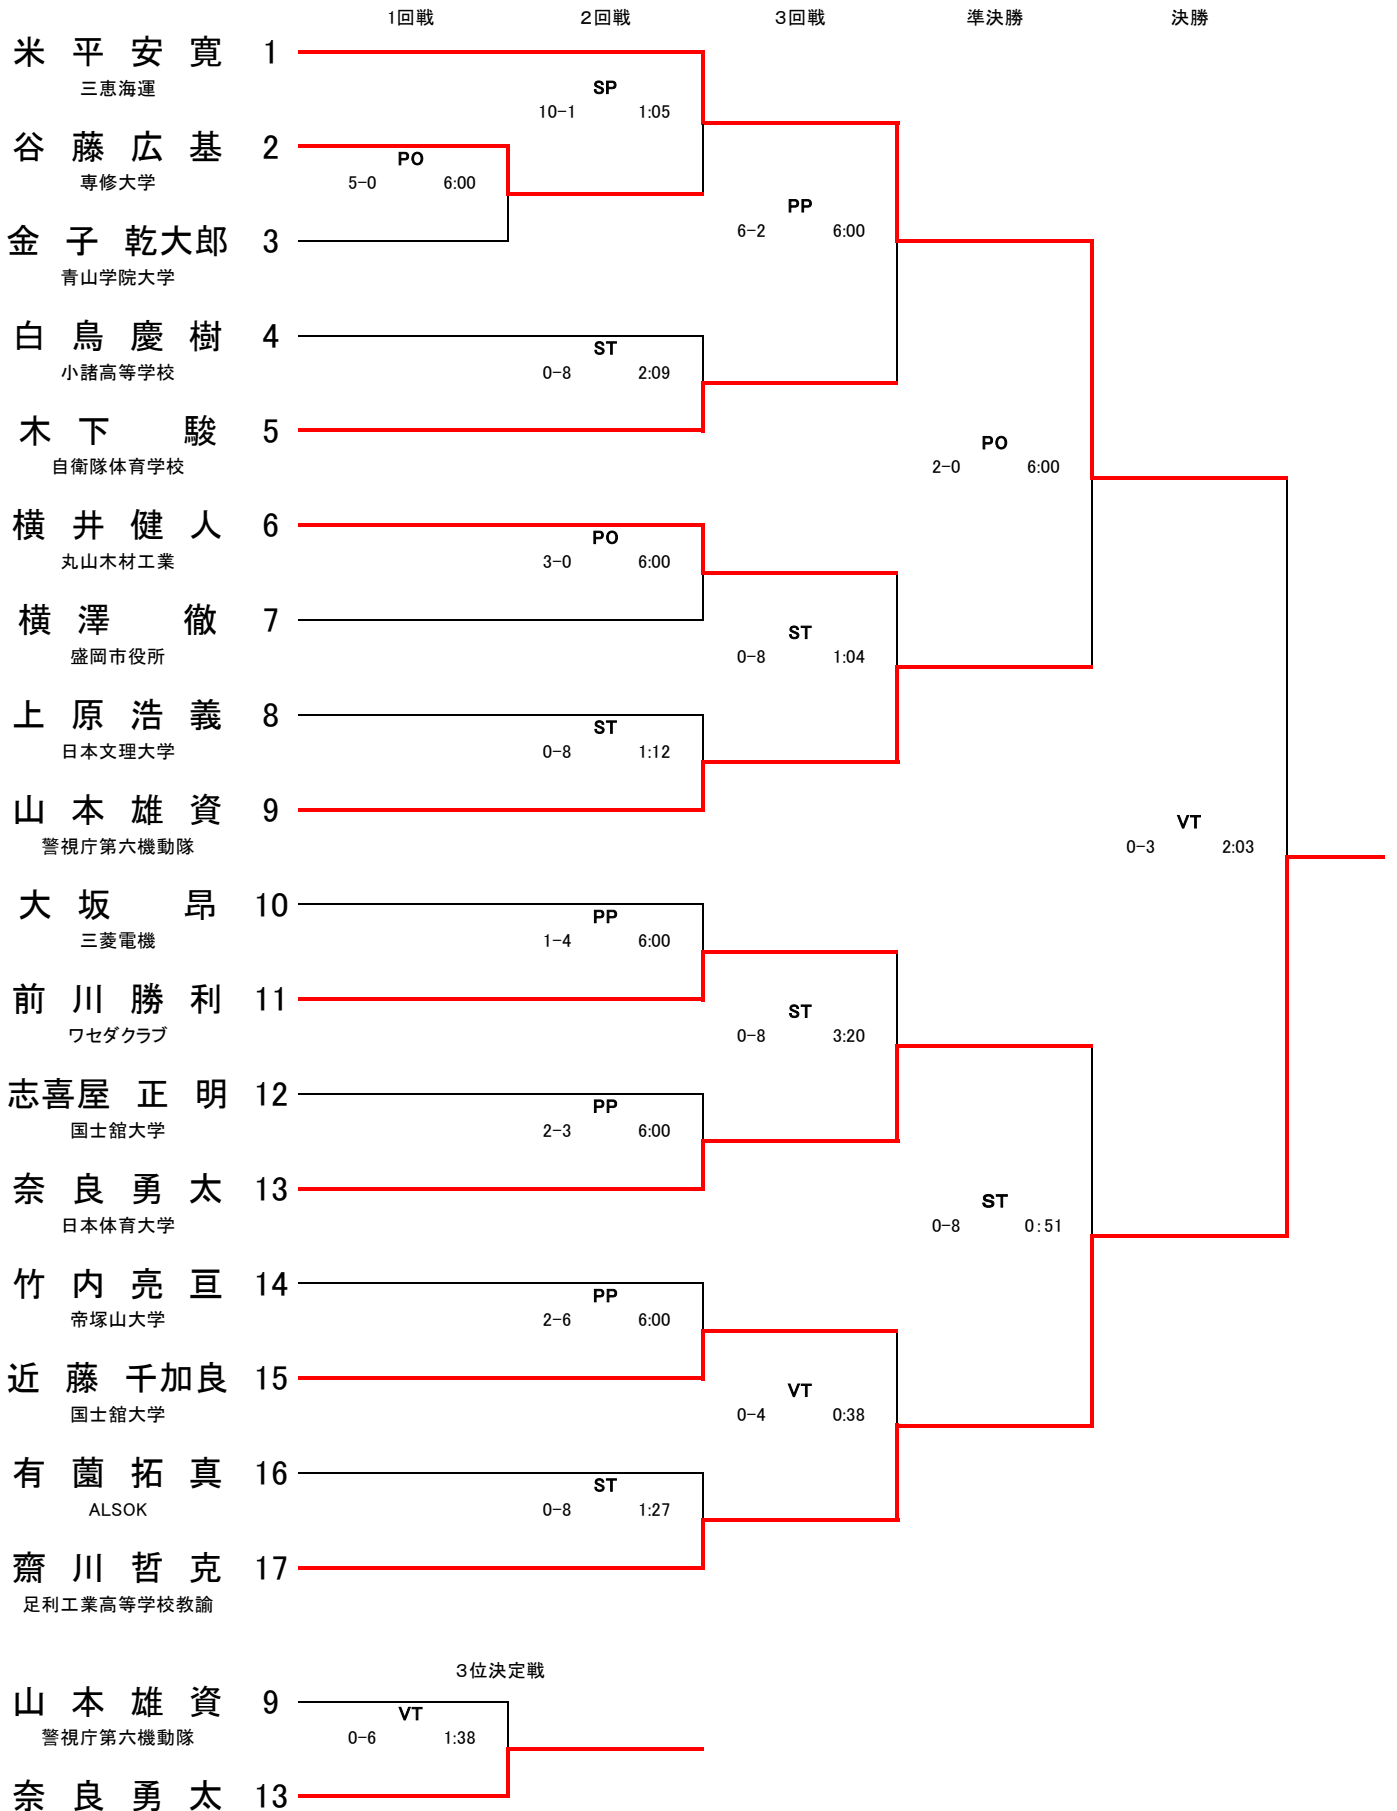 1回戦 2回戦 3回戦 準決勝 決勝
米平安寛 1
三恵海運
SP
10-1 1:05
谷藤広基 2
専修大学
PO
5-0 6:00
金子乾大郎 3
青山学院大学
PP
6-2 6:00
白鳥慶樹 4
小諸高等学校
ST
0-8 2:09
木下駿 5
自衛隊体育学校
PO
2-0 6:00
横井健人 6
丸山木材工業
PO
3-0 6:00
横澤徹 7
盛岡市役所
ST
0-8 1:04
上原浩義 8
日本文理大学
ST
0-8 1:12
山本雄資 9
警視庁第六機動隊
VT
0-3 2:03
大坂昂 10
三菱電機
PP
1-4 6:00
前川勝利 11
ワセダクラブ
ST
0-8 3:20
志喜屋正明 12
国士舘大学
PP
2-3 6:00
奈良勇太 13
日本体育大学
ST
0-8 0:51
竹内亮亘 14
帝塚山大学
PP
2-6 6:00
近藤千加良 15
国士舘大学
VT
0-4 0:38
有薗拓真 16
ALSOK
ST
0-8 1:27
齋川哲克 17
足利工業高等学校教諭
3位決定戦
山本雄資 9
警視庁第六機動隊
VT
0-6 1:38
奈良勇太 13